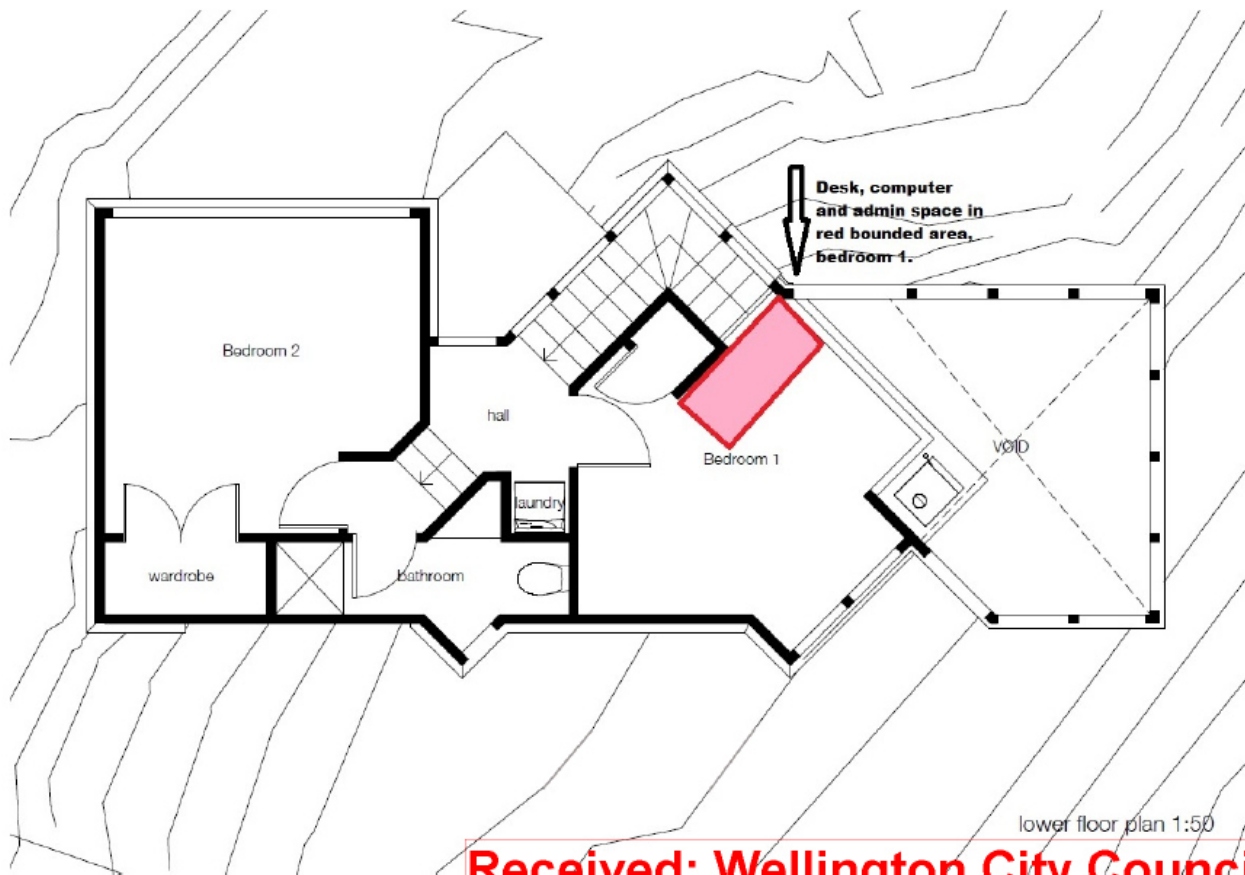 Desk, computer
and admin space in
red bounded area,
bedroom 1.
Bedroom 2
hall
Bedroom 1
VOID
laundry
wardrobe
bathroom
lower floor plan 1:50
Received: Wellington City Counci